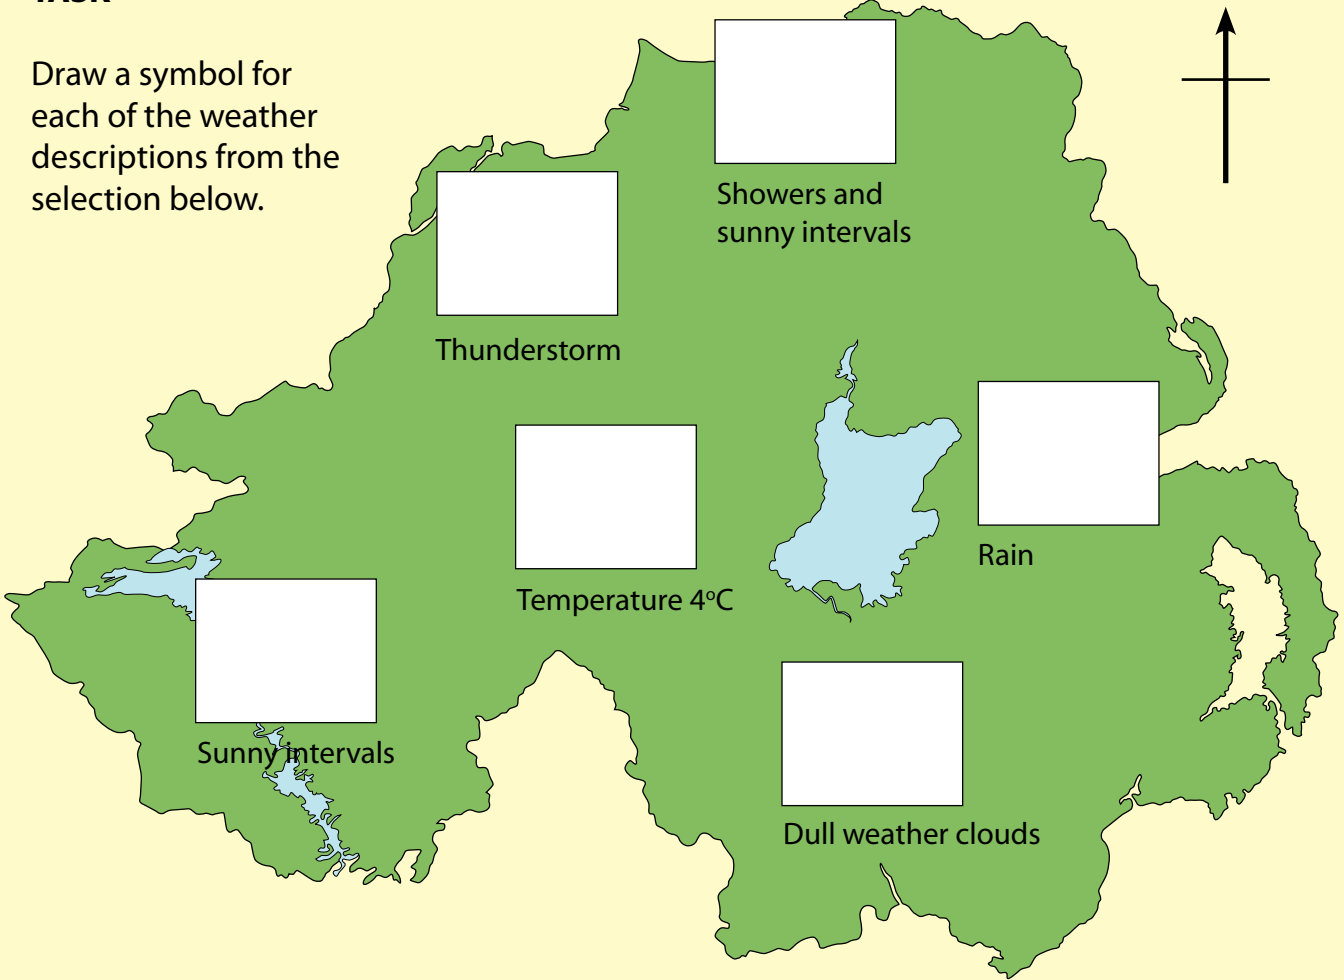 TASK
Draw a symbol for
each of the weather
descriptions from the
selection below.
Showers and
sunny intervals
Thunderstorm
Rain
Temperature 4°C
Sunny intervals
Dull weather clouds